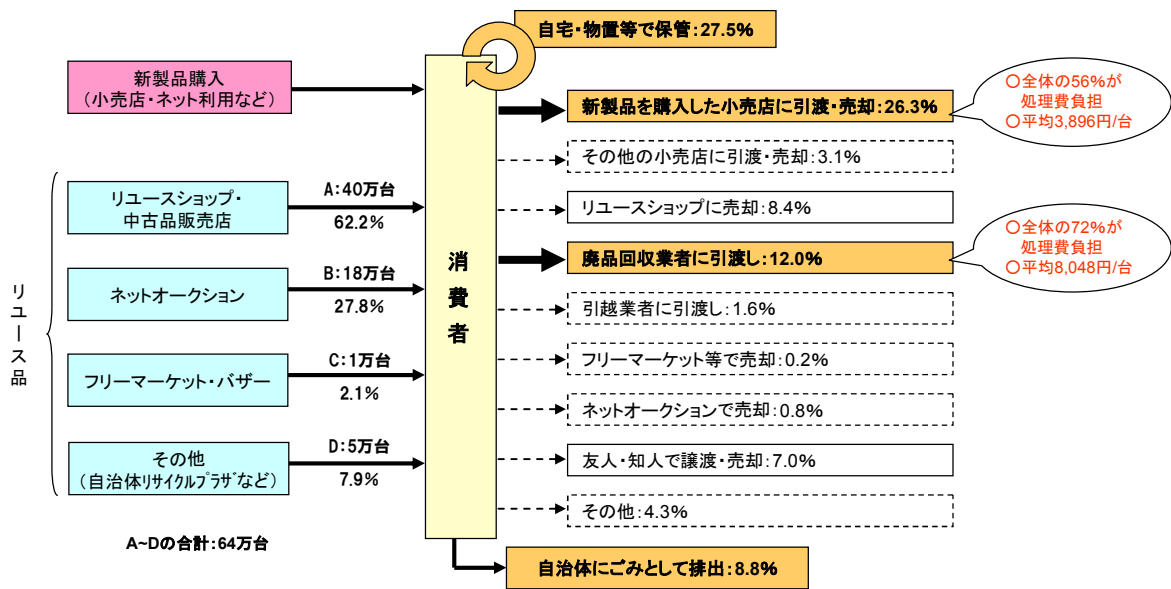 自宅・物置等で保管:27.5%
新製品購入
(小売店・ネット利用など)
新製品を購入した小売店に引渡・売却:26.3%
○全体の56%が
処理費負担
○平均3,896円/台
その他の小売店に引渡・売却:3.1%
リユース品
リユースショップ・
中古品販売店
A:40万台
62.2%
リユースショップに売却:8.4%
消費者
廃品回収業者に引渡し:12.0%
○全体の72%が
処理費負担
○平均8,048円/台
ネットオークション
B:18万台
27.8%
引越業者に引渡し:1.6%
フリーマーケット・バザー
C:1万台
2.1%
フリーマーケット等で売却:0.2%
ネットオークションで売却:0.8%
その他
(自治体リサイクルプラザなど)
D:5万台
7.9%
友人・知人で譲渡・売却:7.0%
その他:4.3%
A~Dの合計:64万台
自治体にごみとして排出:8.8%